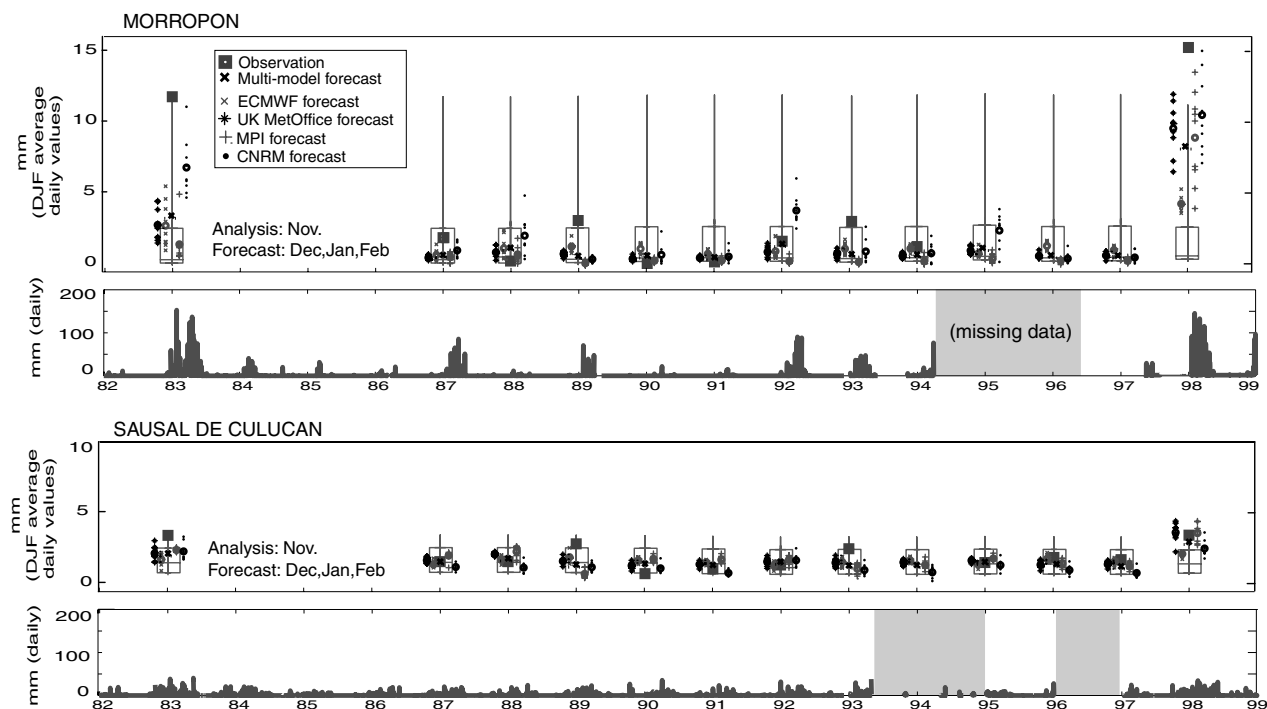 MORROPON
mm
(DJF average
daily values)
15
10
5
0
Observation
Multi-model forecast
ECMWF forecast
UK MetOffice forecast
MPI forecast
CNRM forecast
Analysis: Nov.
Forecast: Dec,Jan,Feb
mm (daily)
200
100
0
(missing data)
82 83 84 85 86 87 88 89 90 91 92 93 94 95 96 97 98 99
SAUSAL DE CULUCAN
mm
(DJF average
daily values)
10
5
0
Analysis: Nov.
Forecast: Dec,Jan,Feb
mm (daily)
200
100
0
82 83 84 85 86 87 88 89 90 91 92 93 94 95 96 97 98 99